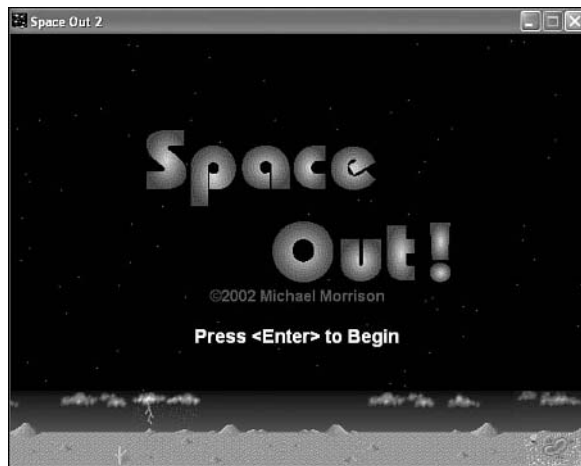 Space Out 2
Space
Out!
©2002 Michael Morrison
Press <Enter> to Begin